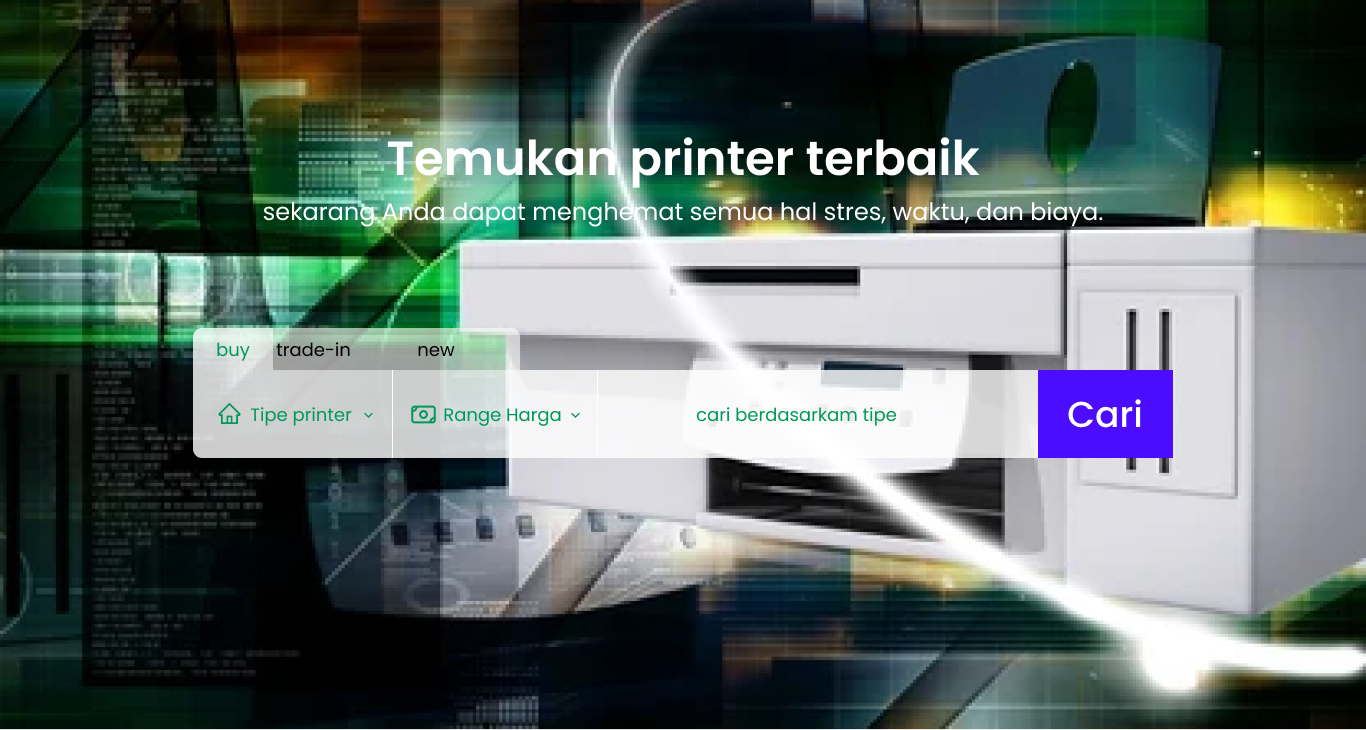 Temukan printer terbaik
sekarang.Anda dapat menghemat semua hal stres, waktu, dan biaya.
buy trade-in new
Tipe printer Range Harga cari berdasarkam tipe Cari